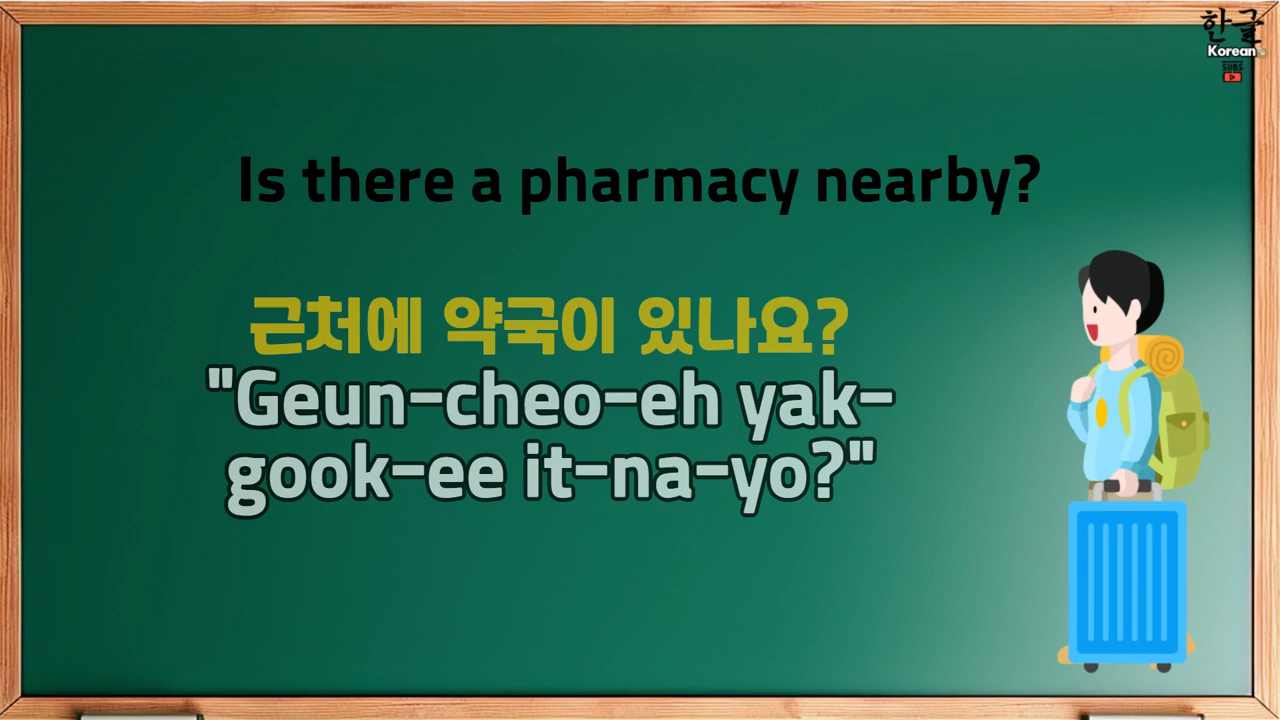 한글
Korean
SUBS
Is there a pharmacy nearby?
근처에 약국이 있나요?
"Geun-cheo-eh yak-
gook-ee it-na-yo?"